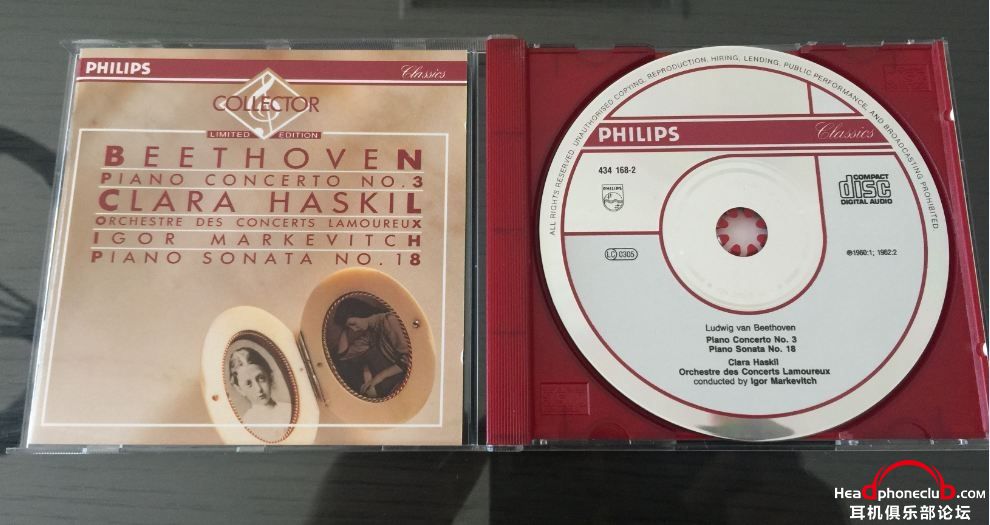 PHILIPS
Classics
COLLECTOR
LIMITED EDITION
BEETHOVEN
PIANO CONCERTO NO.3
CLARA HASKIL
ORCHESTRE DES CONCERTS LAMOUREUX
IGOR MARKEVITCH
PIANO SONATA NO.18
ALL RIGHTS RESERVED. UNAUTHORISED COPYING, REPRODUCTION, HIRING, LENDING, PUBLIC PERFORMANCE, AND BROADCASTING PROHIBITED.
PHILIPS
Classics
434 168-2
PHILIPS
COMPACT
disc
DIGITAL AUDIO
LC 0305
℗1960:1; 1962:2
Ludwig van Beethoven
Piano Concerto No. 3
Piano Sonata No. 18
Clara Haskil
Orchestre des Concerts Lamoureux
conducted by Igor Markevitch
Headphoneclub.com
耳机俱乐部论坛